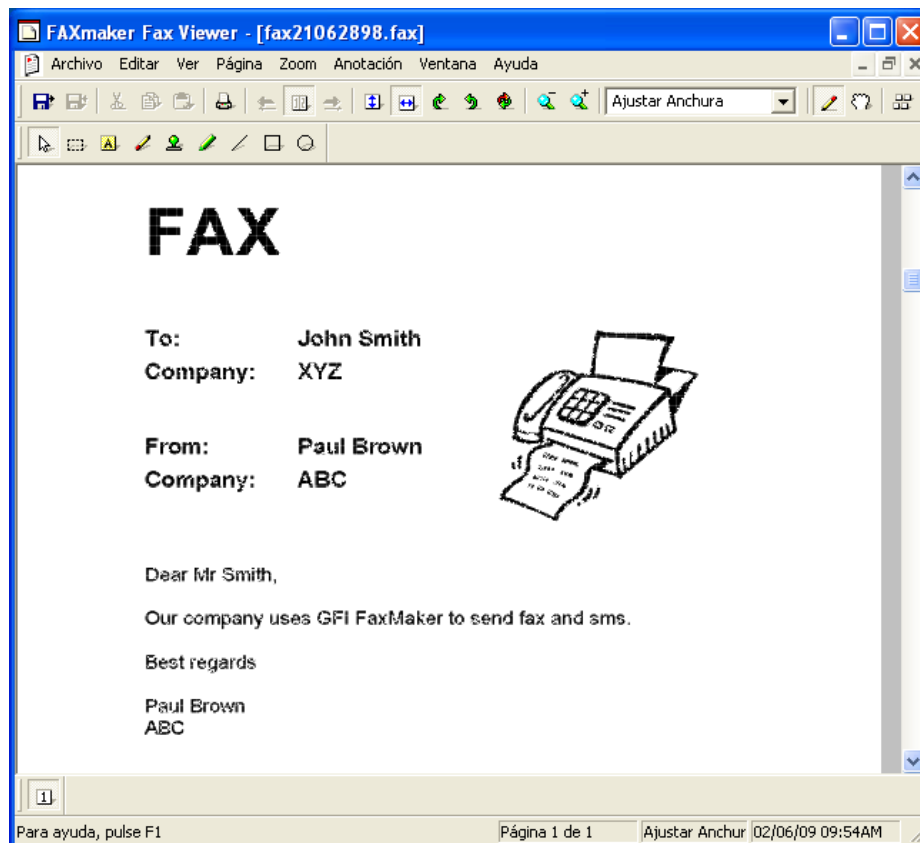 FAXmaker Fax Viewer - [fax21062898.fax]
Archivo Editar Ver Página Zoom Anotación Ventana Ayuda
Ajustar Anchura
A
FAX
To: John Smith
Company: XYZ
From: Paul Brown
Company: ABC
Dear Mr Smith,
Our company uses GFI FaxMaker to send fax and sms.
Best regards
Paul Brown
ABC
1
Para ayuda, pulse F1 Página 1 de 1 Ajustar Anchur 02/06/09 09:54AM